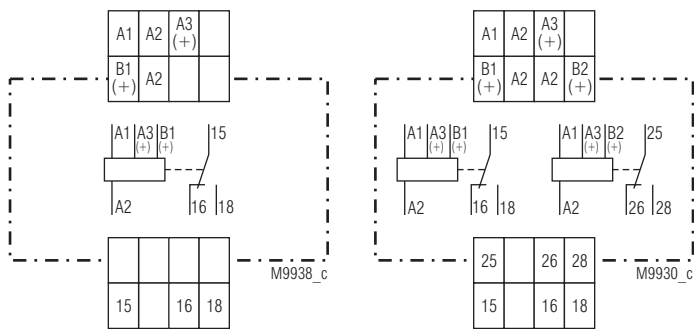 A1 A2 A3 (+)
B1 (+) A2
A1 A3 (+) B1 (+) 15
A2 16 18
M9938_c
15 16 18
A1 A2 A3 (+)
B1 (+) A2 A2 B2 (+)
A1 A3 (+) B1 (+) 15 A1 A3 (+) B2 (+) 25
A2 16 18 A2 26 28
25 26 28
M9930_c
15 16 18